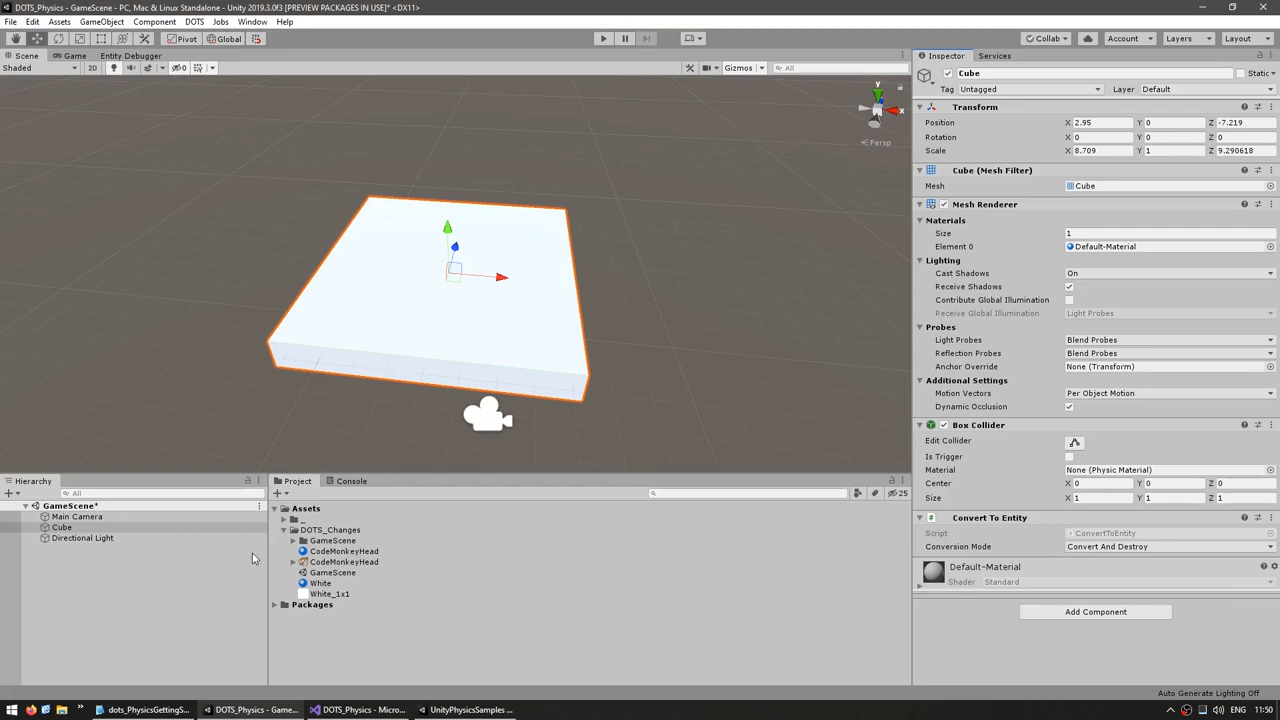 DOTS_Physics - GameScene - PC, Mac & Linux Standalone - Unity 2019.3.0f3 [PREVIEW PACKAGES IN USE]* <DX11>
File Edit Assets GameObject Component DOTS Jobs Window Help
Pivot Global Collab Account Layers Layout
Scene Game Entity Debugger
Shaded 2D 0 Gizmos All
y
x
Persp
Inspector Services
Cube Static
Tag Untagged Layer Default
Transform
Position X 2.95 Y 0 Z -7.219
Rotation X 0 Y 0 Z 0
Scale X 8.709 Y 1 Z 9.290618
Cube (Mesh Filter)
Mesh Cube
Mesh Renderer
Materials
Size 1
Element 0 Default-Material
Lighting
Cast Shadows On
Receive Shadows
Contribute Global Illumination
Receive Global Illumination Light Probes
Probes
Light Probes Blend Probes
Reflection Probes Blend Probes
Anchor Override None (Transform)
Additional Settings
Motion Vectors Per Object Motion
Dynamic Occlusion
Box Collider
Edit Collider
Is Trigger
Material None (Physic Material)
Center X 0 Y 0 Z 0
Size X 1 Y 1 Z 1
Convert To Entity
Script ConvertToEntity
Conversion Mode Convert And Destroy
Default-Material
Shader Standard
Add Component
Hierarchy
All
GameScene*
Main Camera
Cube
Directional Light
Project Console
25
Assets
_
DOTS_Changes
GameScene
CodeMonkeyHead
CodeMonkeyHead
GameScene
White
White_1x1
Packages
Auto Generate Lighting Off
dots_PhysicsGettingS... DOTS_Physics - Game... DOTS_Physics - Micro... UnityPhysicsSamples ... ENG 11:50